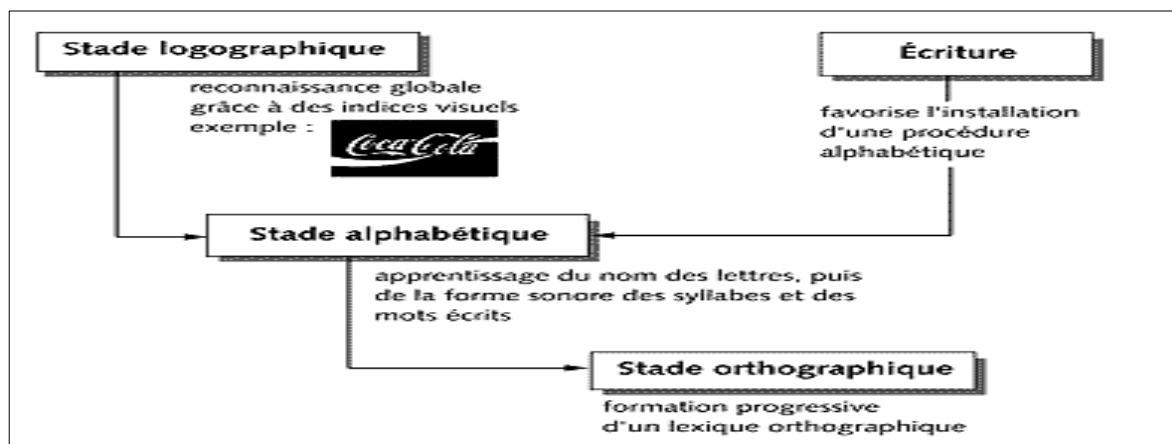 Stade logographique
reconnaissance globale
grâce à des indices visuels
exemple :
Coca-Cola
Écriture
favorise l'installation
d'une procédure
alphabétique
Stade alphabétique
apprentissage du nom des lettres, puis
de la forme sonore des syllabes et des
mots écrits
Stade orthographique
formation progressive
d'un lexique orthographique